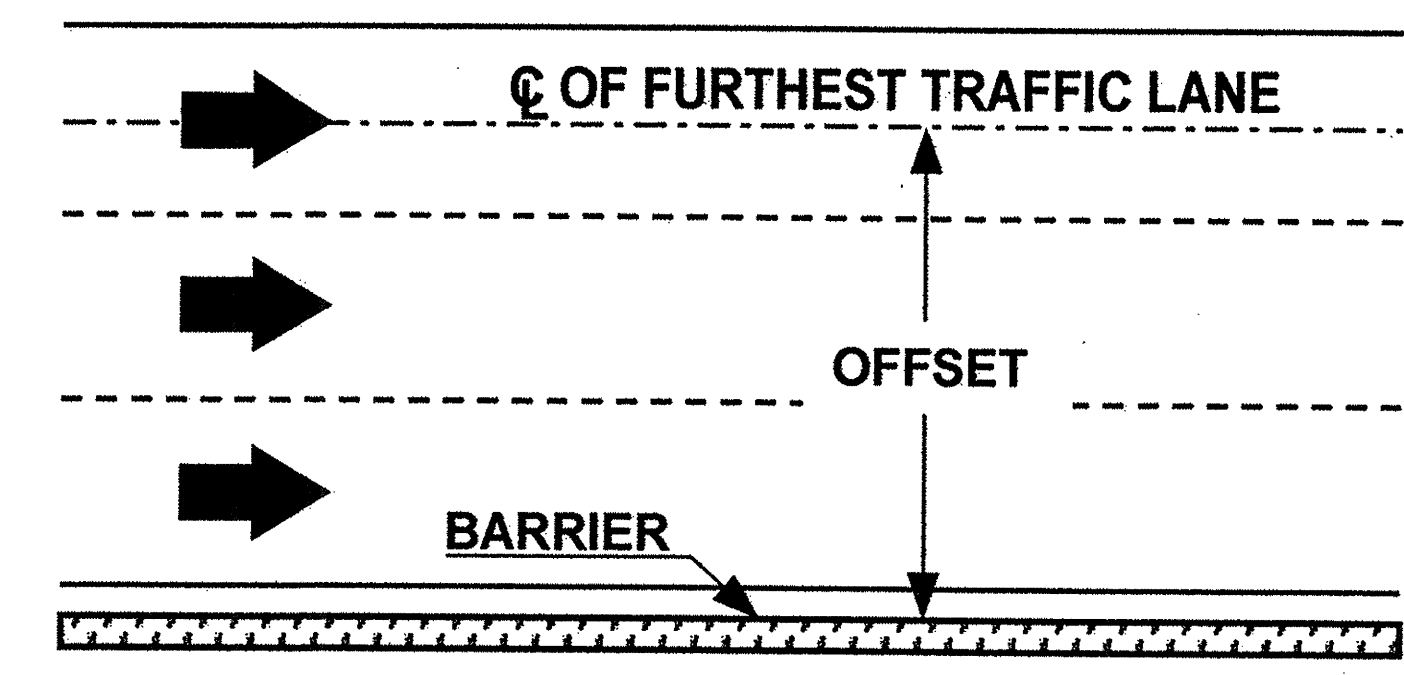 ℄ OF FURTHEST TRAFFIC LANE
OFFSET
BARRIER